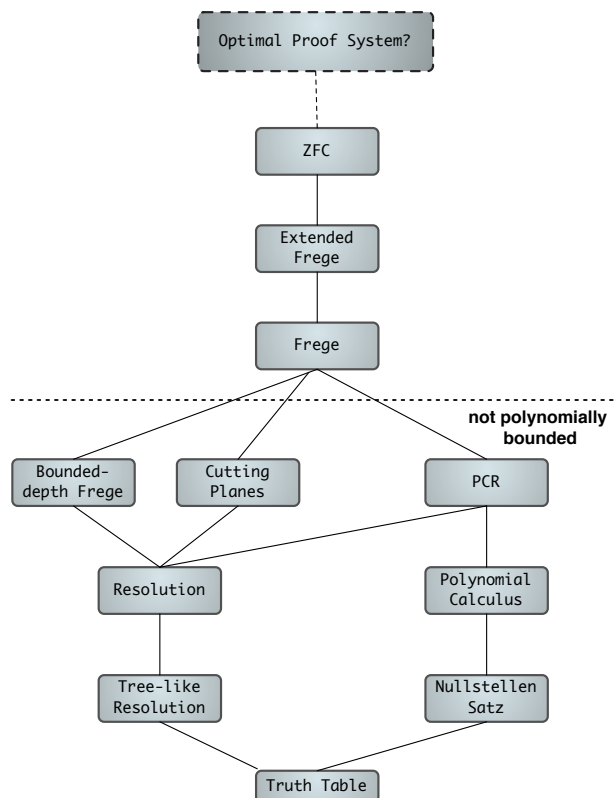 Optimal Proof System?
ZFC
Extended
Frege
Frege
not polynomially
bounded
Bounded-
depth Frege
Cutting
Planes
PCR
Resolution
Polynomial
Calculus
Tree-like
Resolution
Nullstellen
Satz
Truth Table